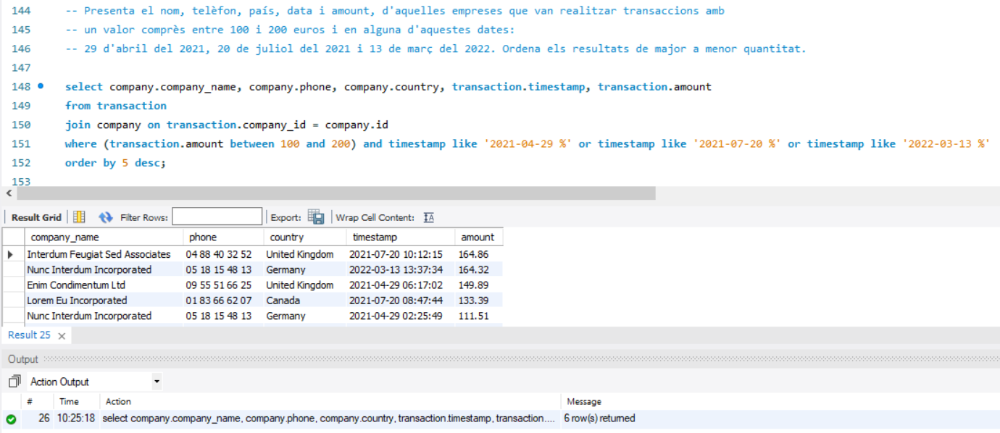 144 -- Presenta el nom, telèfon, país, data i amount, d'aquelles empreses que van realitzar transaccions amb
145 -- un valor comprès entre 100 i 200 euros i en alguna d'aquestes dates:
146 -- 29 d'abril del 2021, 20 de juliol del 2021 i 13 de març del 2022. Ordena els resultats de major a menor quantitat.
147
148 select company.company_name, company.phone, company.country, transaction.timestamp, transaction.amount
149 from transaction
150 join company on transaction.company_id = company.id
151 where (transaction.amount between 100 and 200) and timestamp like '2021-04-29 %' or timestamp like '2021-07-20 %' or timestamp like '2022-03-13 %'
152 order by 5 desc;
153
Result Grid Filter Rows: Export: Wrap Cell Content: IA
company_name phone country timestamp amount
Interdum Feugiat Sed Associates 04 88 40 32 52 United Kingdom 2021-07-20 10:12:15 164.86
Nunc Interdum Incorporated 05 18 15 48 13 Germany 2022-03-13 13:37:34 164.32
Enim Condimentum Ltd 09 55 51 66 25 United Kingdom 2021-04-29 06:17:02 149.89
Lorem Eu Incorporated 01 83 66 62 07 Canada 2021-07-20 08:47:44 133.39
Nunc Interdum Incorporated 05 18 15 48 13 Germany 2021-04-29 02:25:49 111.51
Result 25
Output
Action Output
# Time Action Message
26 10:25:18 select company.company_name, company.phone, company.country, transaction.timestamp, transaction.... 6 row(s) returned